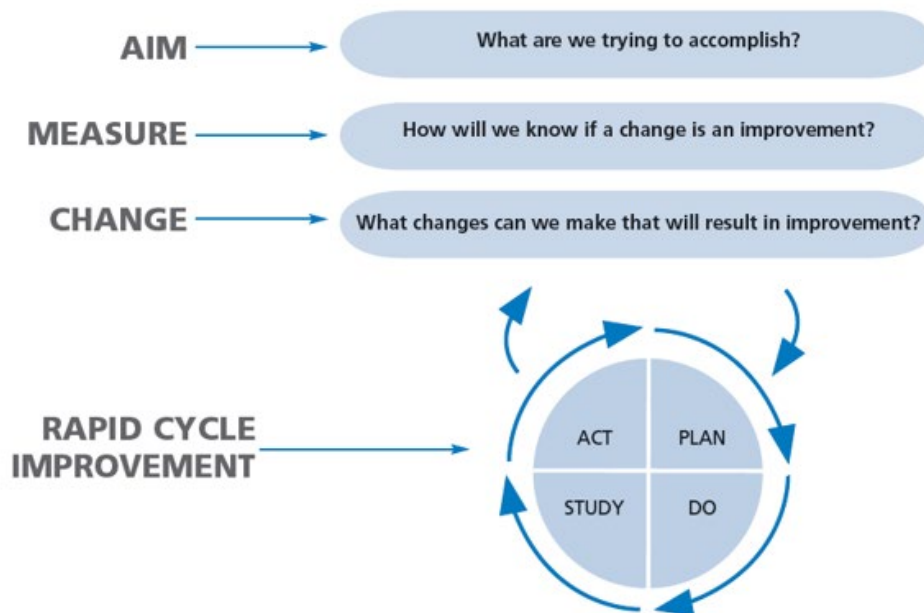 AIM
What are we trying to accomplish?
MEASURE
How will we know if a change is an improvement?
CHANGE
What changes can we make that will result in improvement?
RAPID CYCLE
IMPROVEMENT
ACT
PLAN
STUDY
DO